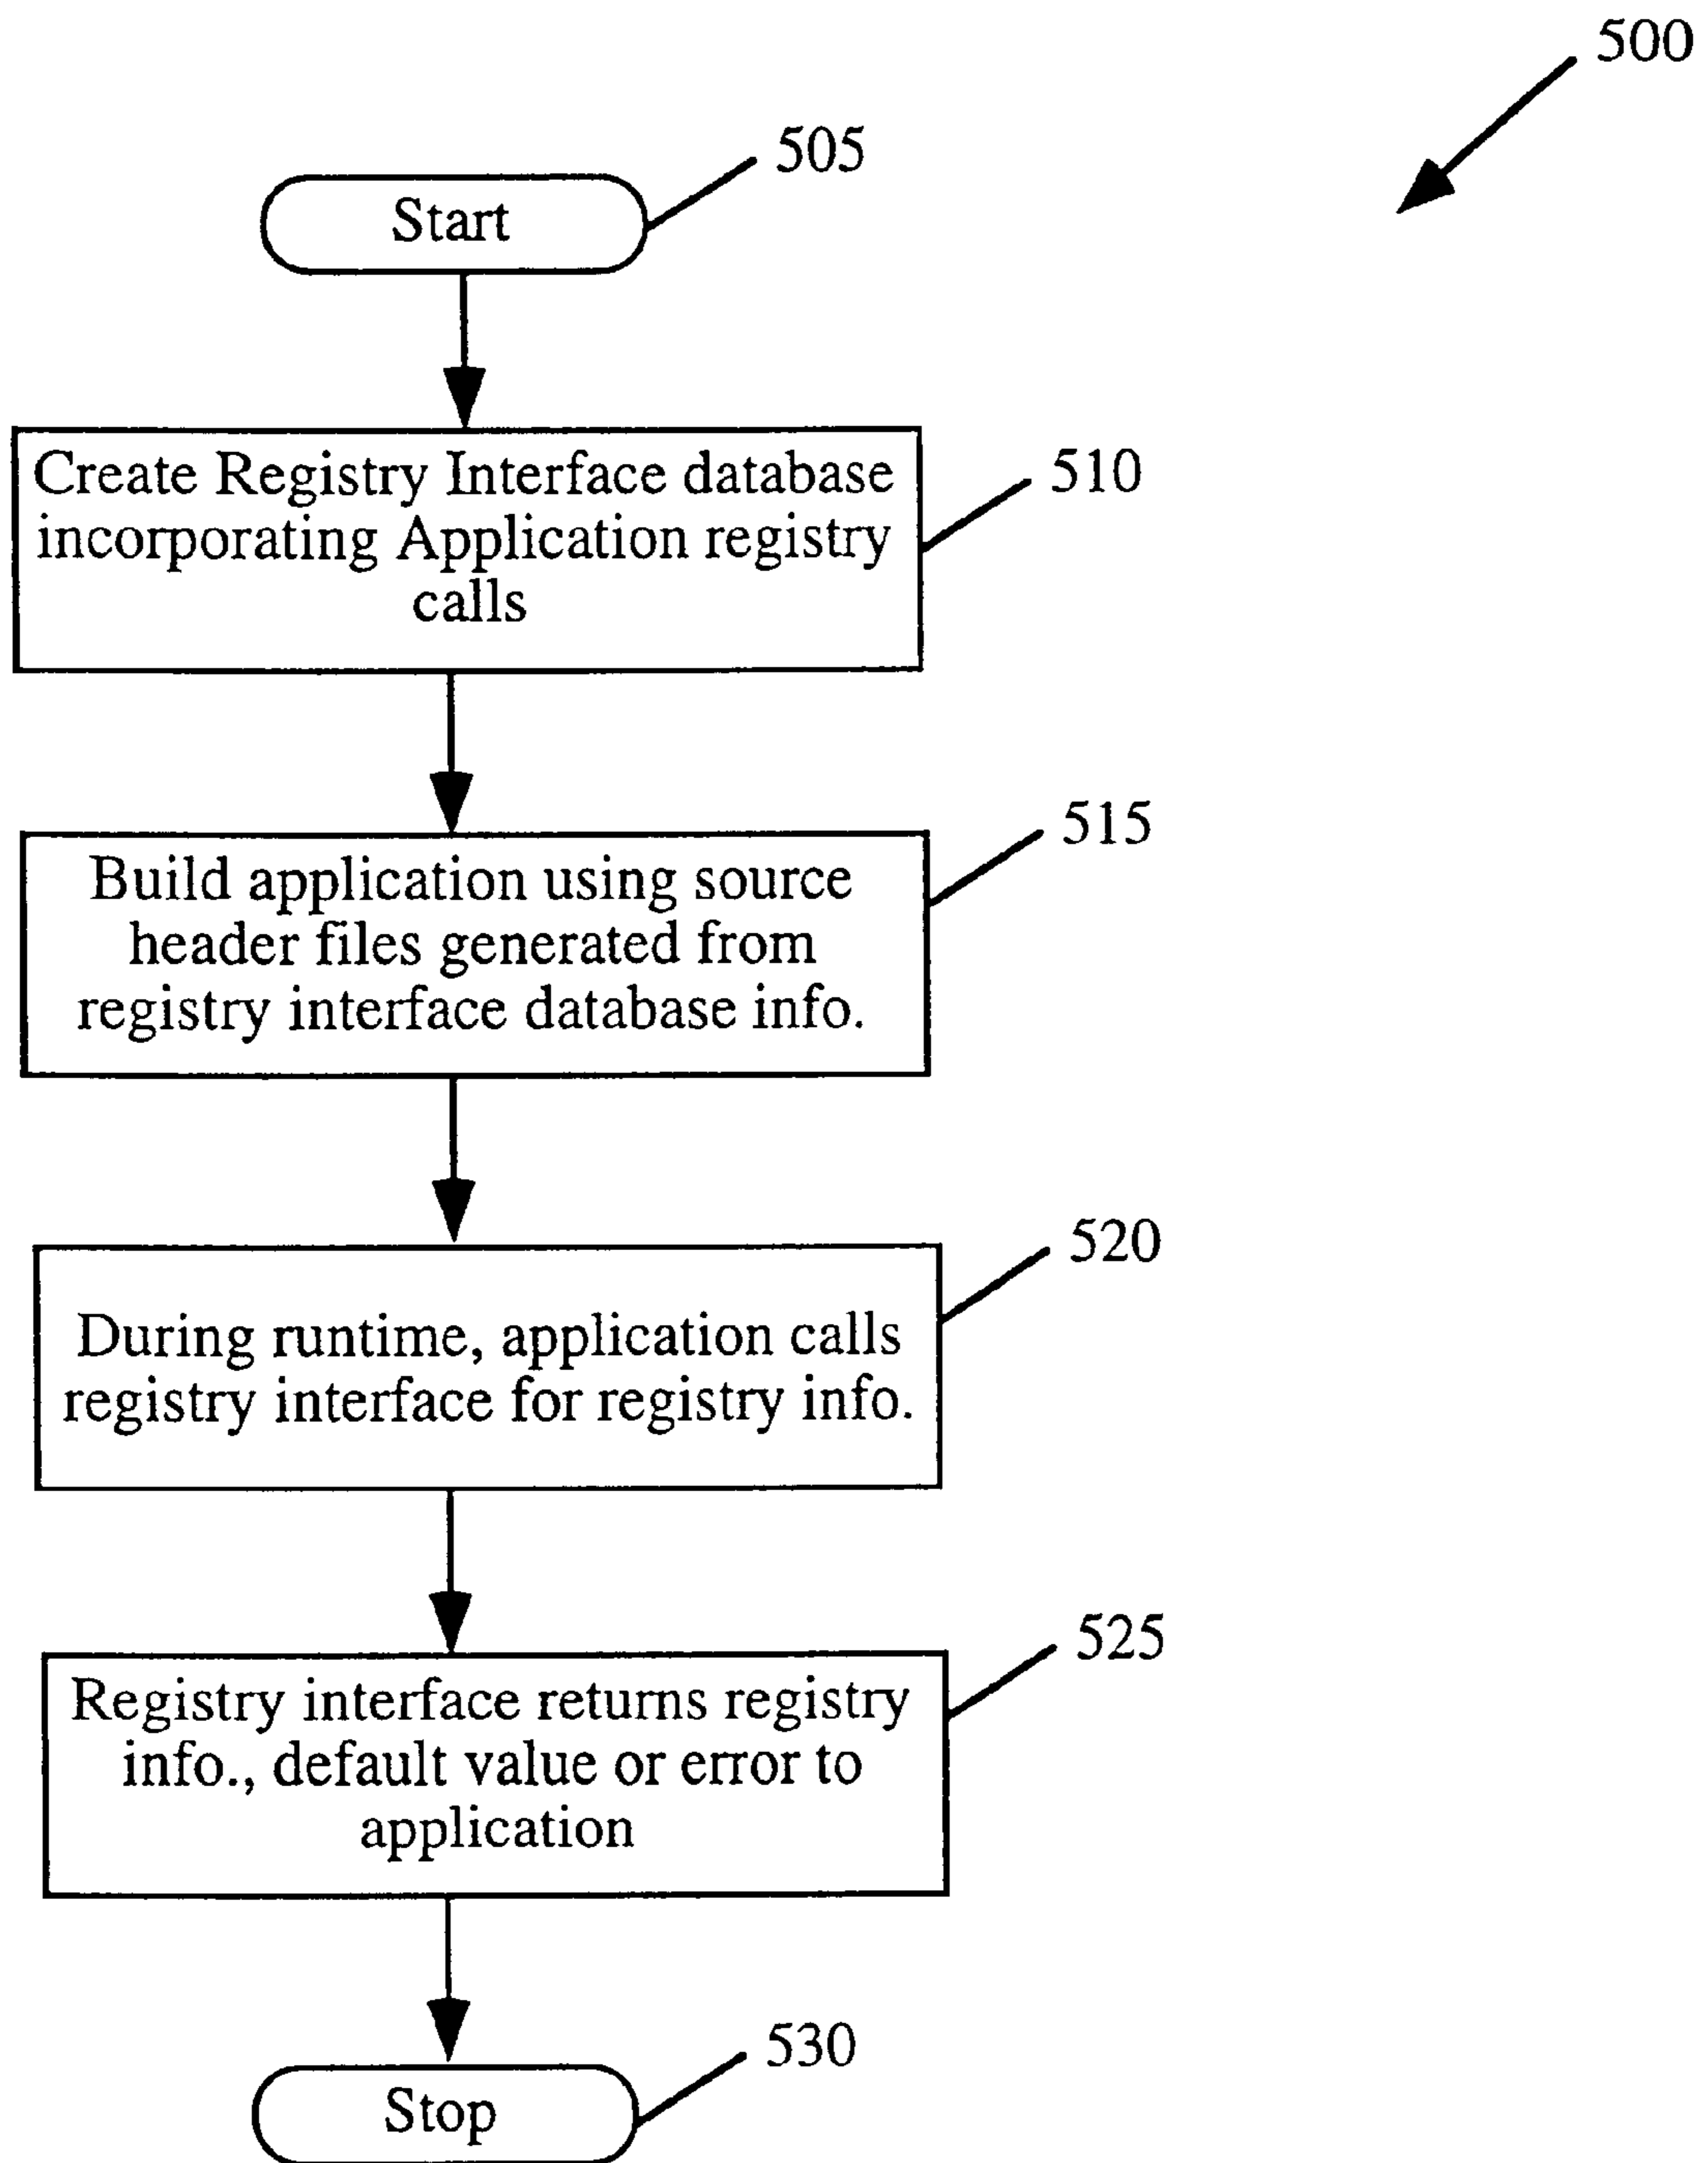 500
505
Start
Create Registry Interface database
incorporating Application registry
calls
510
Build application using source
header files generated from
registry interface database info.
515
During runtime, application calls
registry interface for registry info.
520
Registry interface returns registry
info., default value or error to
application
525
Stop
530